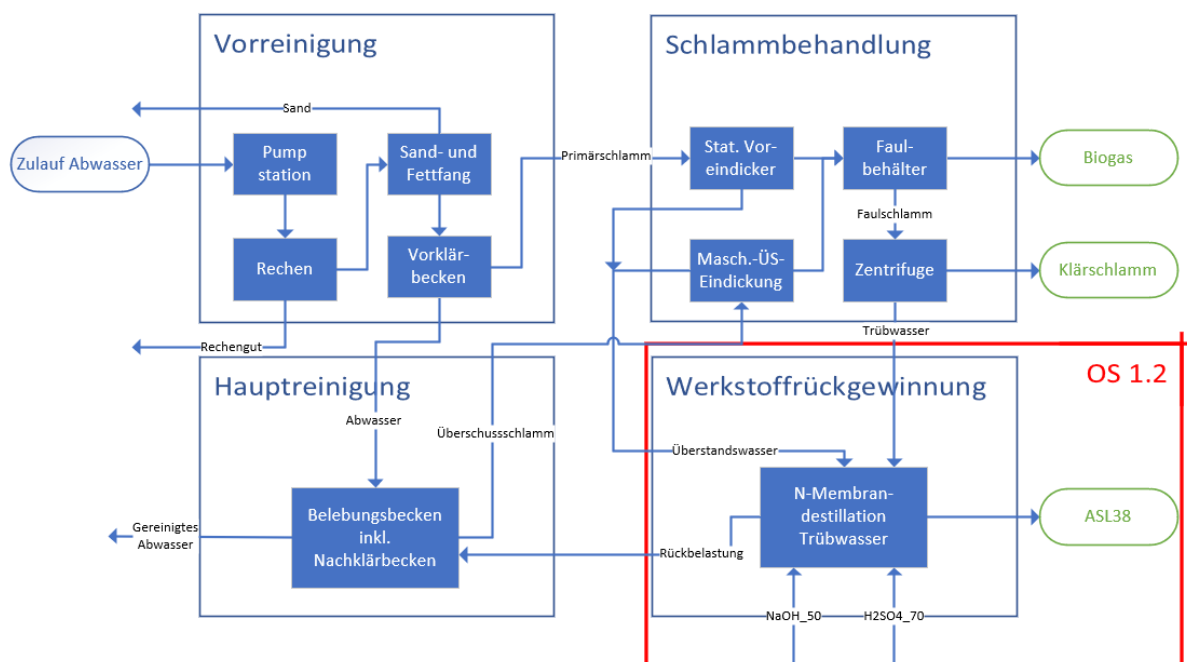 Vorreinigung
Sand
Zulauf Abwasser
Pump
station
Sand- und
Fettfang
Rechen
Vorklär-
becken
Rechengut
Primärschlamm
Schlammbehandlung
Stat. Vor-
eindicker
Faul-
behälter
Biogas
Faulschlamm
Masch.-ÜS-
Eindickung
Zentrifuge
Klärschlamm
Trübwasser
Hauptreinigung
Abwasser
Überschussschlamm
Gereinigtes
Abwasser
Belebungsbecken
inkl.
Nachklärbecken
Werkstoffrückgewinnung
OS 1.2
Überstandswasser
N-Membran-
destillation
Trübwasser
ASL38
Rückbelastung
NaOH_50
H2SO4_70